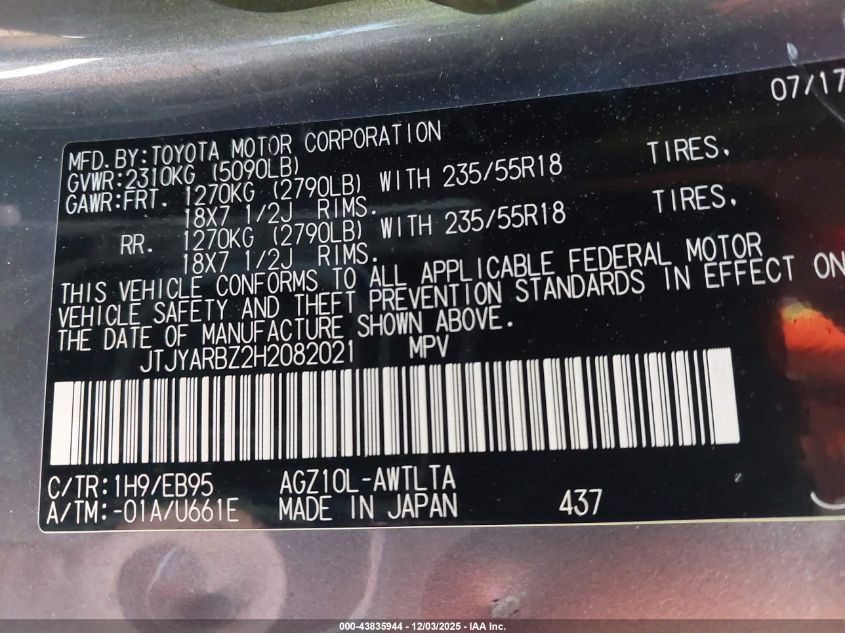 07/17
MFD. BY: TOYOTA MOTOR CORPORATION
GVWR: 2310KG (5090LB)
GAWR: FRT. 1270KG (2790LB) WITH 235/55R18 TIRES.
18X7 1/2J RIMS.
RR. 1270KG (2790LB) WITH 235/55R18 TIRES.
18X7 1/2J RIMS.
THIS VEHICLE CONFORMS TO ALL APPLICABLE FEDERAL MOTOR
VEHICLE SAFETY AND THEFT PREVENTION STANDARDS IN EFFECT ON
THE DATE OF MANUFACTURE SHOWN ABOVE.
JTJYARBZ2H2082021 MPV
C/TR: 1H9/EB95 AGZ10L-AWTLTA
A/TM: -01A/U661E MADE IN JAPAN 437
000-43835944 - 12/03/2025 - IAA Inc.